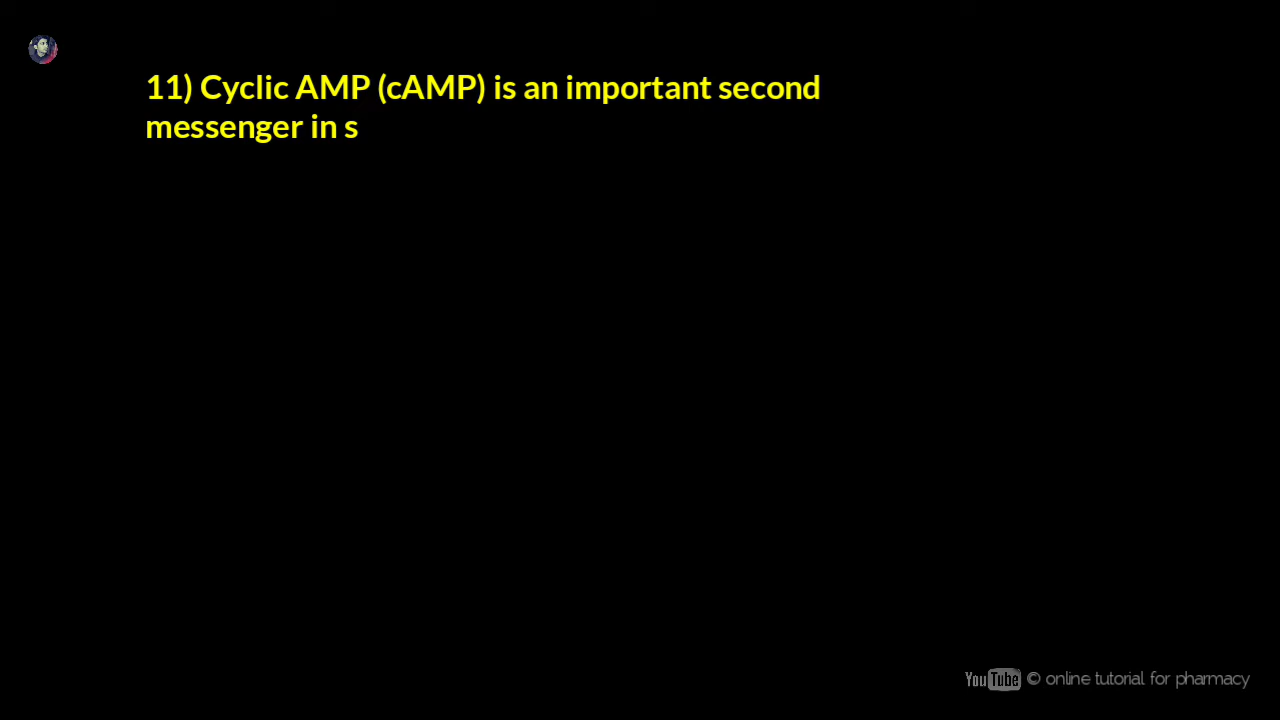 11) Cyclic AMP (cAMP) is an important second
messenger in s
YouTube © online tutorial for pharmacy